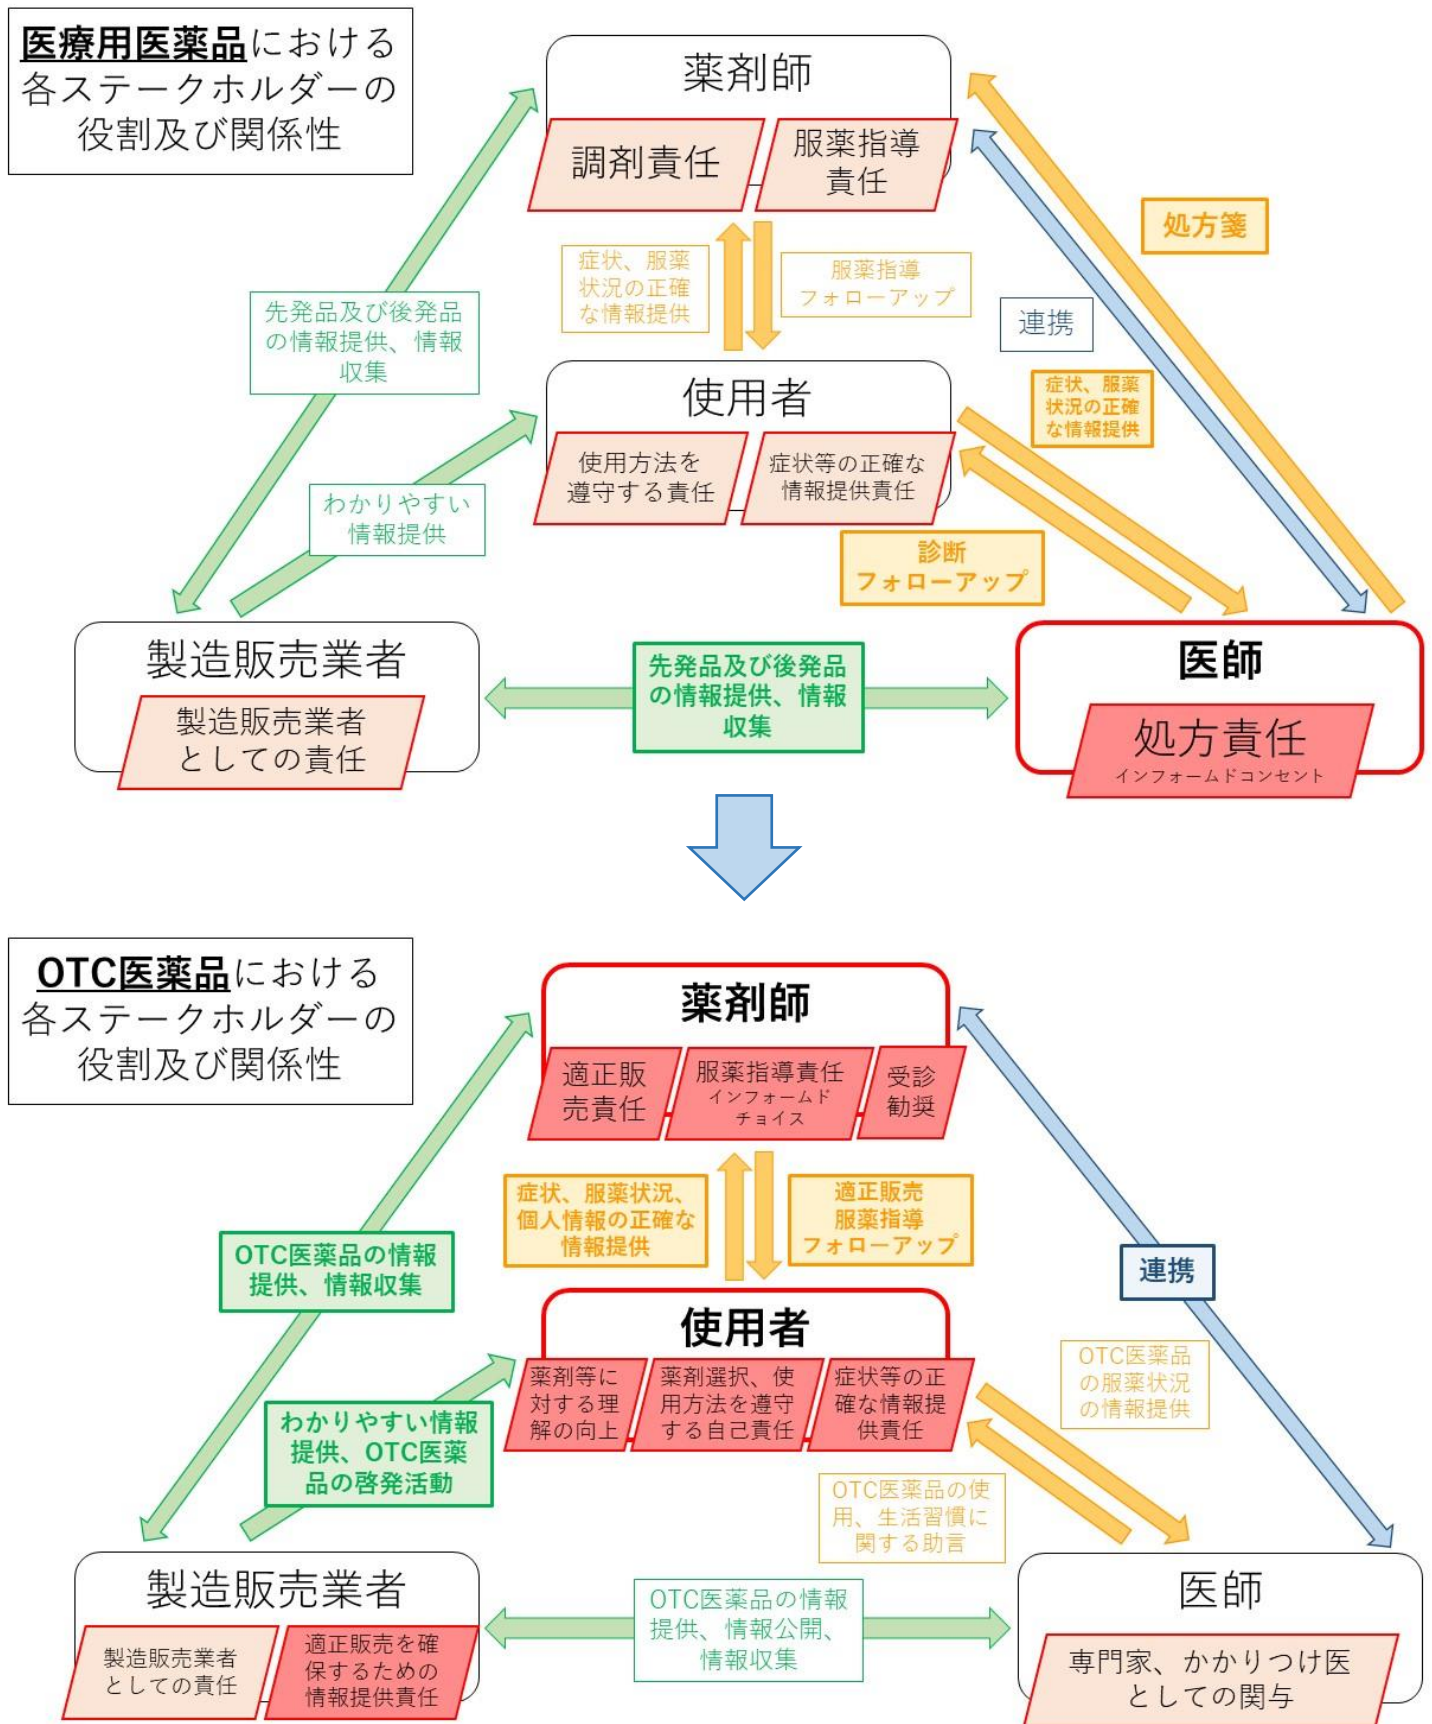 医療用医薬品における
各ステークホルダーの
役割及び関係性
薬剤師
調剤責任
服薬指導
責任
処方箋
症状、服薬
状況の正確
な情報提供
服薬指導
フォローアップ
先発品及び後発品
の情報提供、情報
収集
連携
使用者
症状、服薬
状況の正確
な情報提供
使用方法を
遵守する責任
症状等の正確な
情報提供責任
わかりやすい
情報提供
診断
フォローアップ
製造販売業者
製造販売業者
としての責任
先発品及び後発品
の情報提供、情報
収集
医師
処方責任
インフォームドコンセント
OTC医薬品における
各ステークホルダーの
役割及び関係性
薬剤師
適正販
売責任
服薬指導責任
インフォームド
チョイス
受診
勧奨
症状、服薬状況、
個人情報の正確な
情報提供
適正販売
服薬指導
フォローアップ
OTC医薬品の情報
提供、情報収集
連携
使用者
薬剤等に
対する理
解の向上
薬剤選択、使
用方法を遵守
する自己責任
症状等の正
確な情報提
供責任
OTC医薬品
の服薬状況
の情報提供
わかりやすい情報
提供、OTC医薬
品の啓発活動
OTC医薬品の使
用、生活習慣に
関する助言
製造販売業者
製造販売業者
としての責任
適正販売を確
保するための
情報提供責任
OTC医薬品の情報
提供、情報公開、
情報収集
医師
専門家、かかりつけ医
としての関与